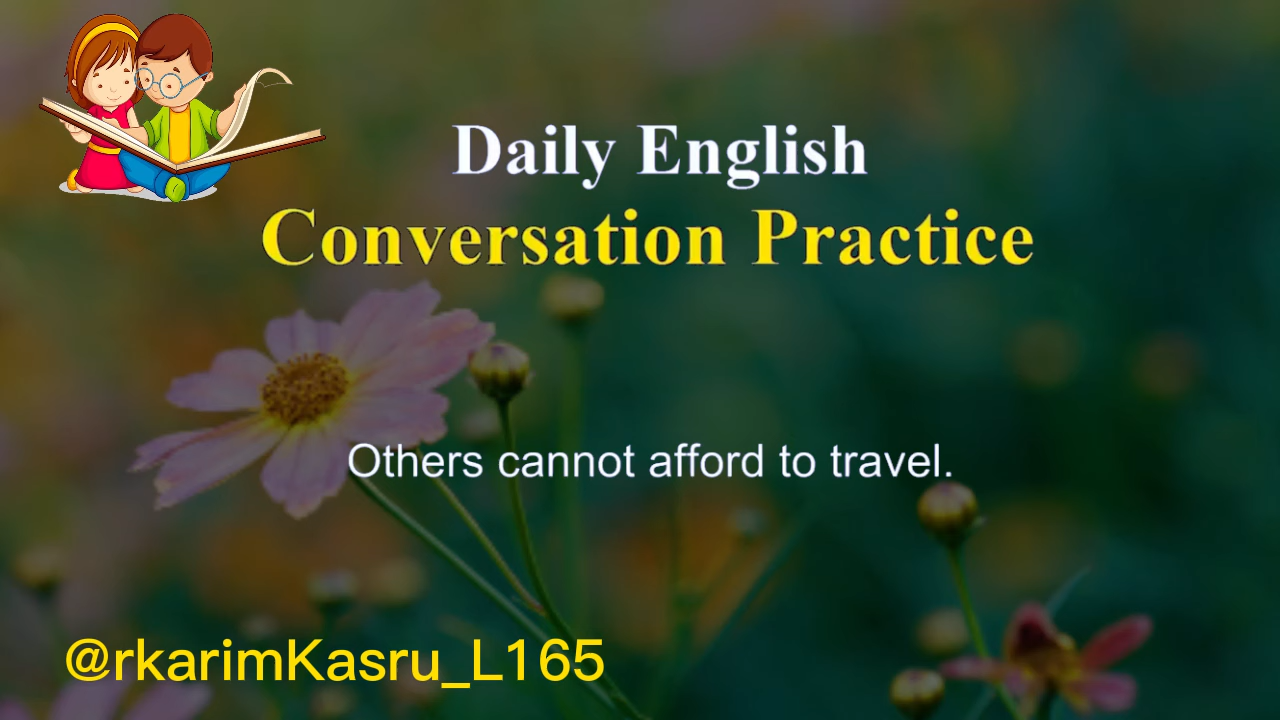 Daily English
Conversation Practice
Others cannot afford to travel.
@rkarimKasru_L165